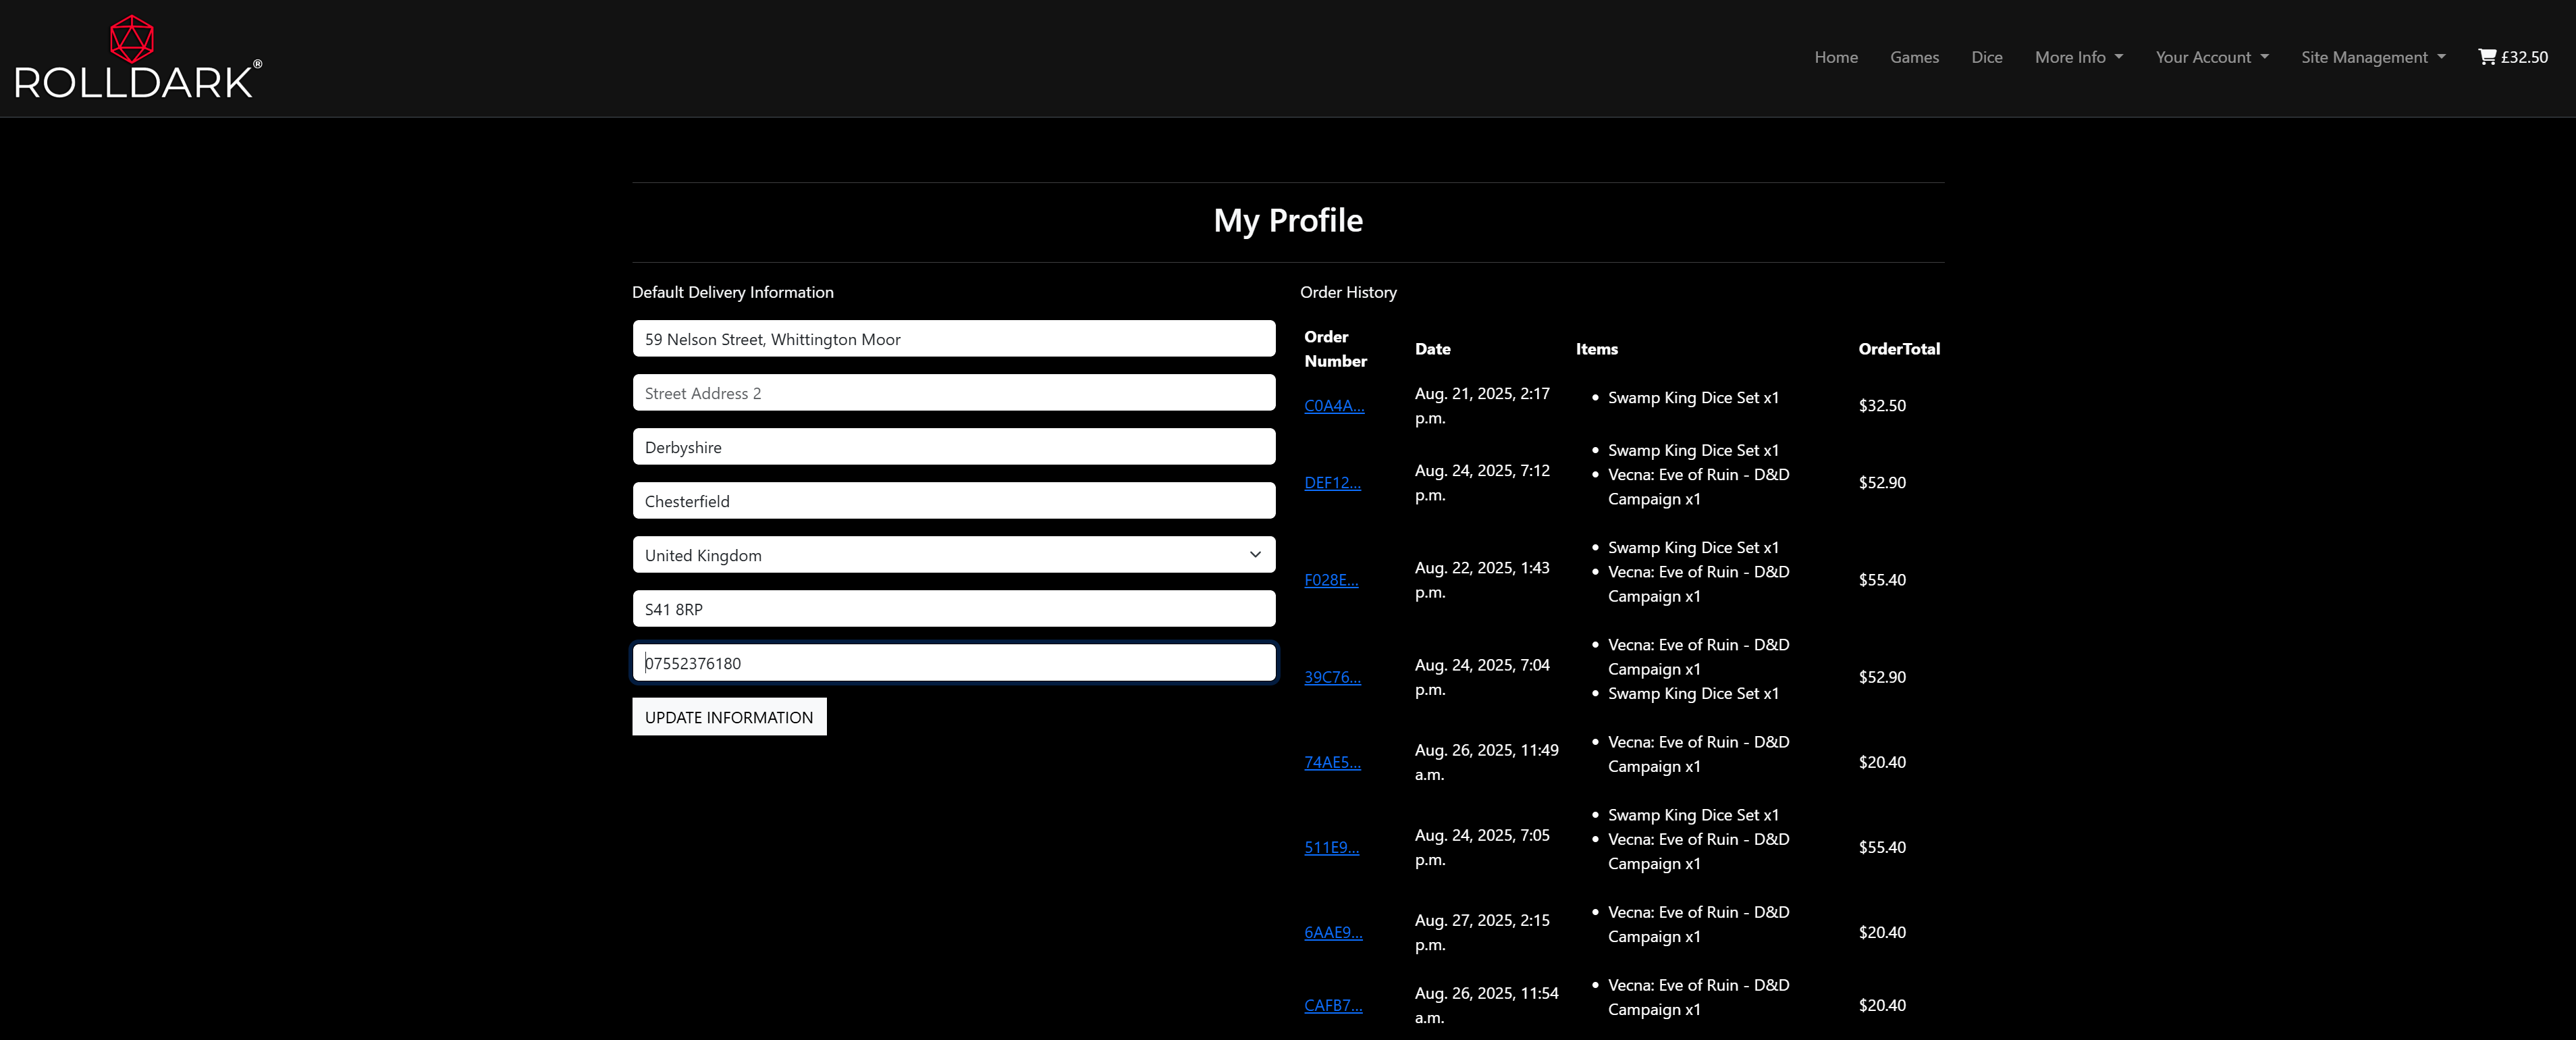 ROLLDARK®
Home Games Dice More Info Your Account Site Management £32.50
My Profile
Default Delivery Information
59 Nelson Street, Whittington Moor
Street Address 2
Derbyshire
Chesterfield
United Kingdom
S41 8RP
07552376180
UPDATE INFORMATION
Order History
Order
Number
Date
Items
OrderTotal
C0A4A...
Aug. 21, 2025, 2:17
p.m.
Swamp King Dice Set x1
$32.50
DEF12...
Aug. 24, 2025, 7:12
p.m.
Swamp King Dice Set x1
Vecna: Eve of Ruin - D&D
Campaign x1
$52.90
F028E...
Aug. 22, 2025, 1:43
p.m.
Swamp King Dice Set x1
Vecna: Eve of Ruin - D&D
Campaign x1
$55.40
39C76...
Aug. 24, 2025, 7:04
p.m.
Vecna: Eve of Ruin - D&D
Campaign x1
Swamp King Dice Set x1
$52.90
74AE5...
Aug. 26, 2025, 11:49
a.m.
Vecna: Eve of Ruin - D&D
Campaign x1
$20.40
511E9...
Aug. 24, 2025, 7:05
p.m.
Swamp King Dice Set x1
Vecna: Eve of Ruin - D&D
Campaign x1
$55.40
6AAE9...
Aug. 27, 2025, 2:15
p.m.
Vecna: Eve of Ruin - D&D
Campaign x1
$20.40
CAFB7...
Aug. 26, 2025, 11:54
a.m.
Vecna: Eve of Ruin - D&D
Campaign x1
$20.40